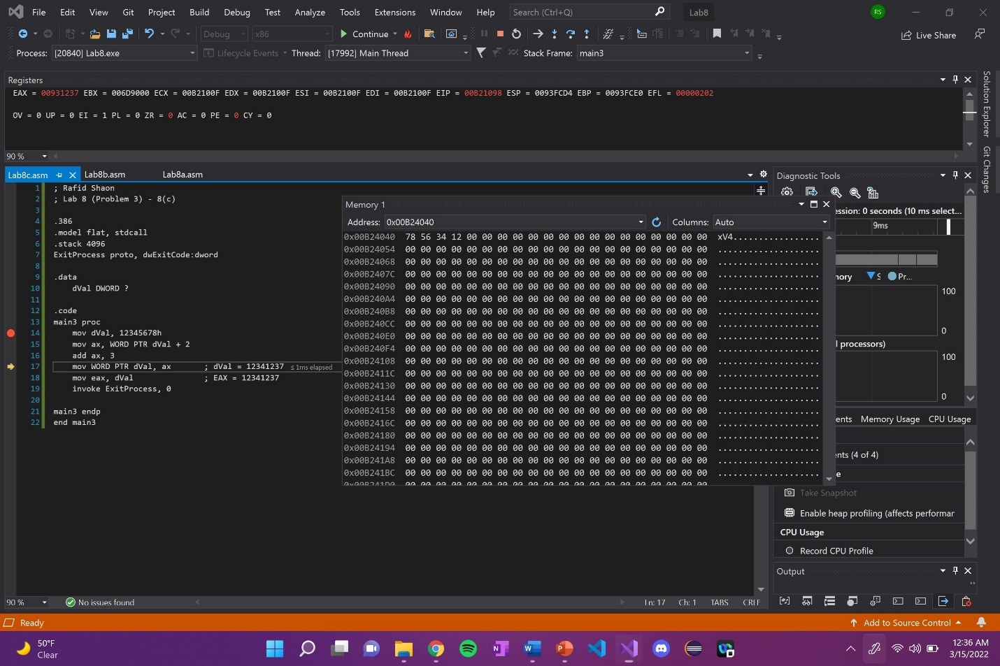 File Edit View Git Project Build Debug Test Analyze Tools Extensions Window Help Search (Ctrl+Q) Lab8 RS
Debug x86 Continue Live Share
Process: [20840] Lab8.exe Lifecycle Events Thread: [17992] Main Thread Stack Frame: main3
Registers
EAX = 00931237 EBX = 006D9000 ECX = 00B2100F EDX = 00B2100F ESI = 00B2100F EDI = 00B2100F EIP = 00B21098 ESP = 0093FCD4 EBP = 0093FCE0 EFL = 00000202
OV = 0 UP = 0 EI = 1 PL = 0 ZR = 0 AC = 0 PE = 0 CY = 0
90 %
Solution Explorer
Git Changes
Lab8c.asm Lab8b.asm Lab8a.asm
1 ; Rafid Shaon
2 ; Lab 8 (Problem 3) - 8(c)
3
4 .386
5 .model flat, stdcall
6 .stack 4096
7 ExitProcess proto, dwExitCode:dword
8
9 .data
10 dVal DWORD ?
11
12 .code
13 main3 proc
14 mov dVal, 12345678h
15 mov ax, WORD PTR dVal + 2
16 add ax, 3
17 mov WORD PTR dVal, ax ; dVal = 12341237 ≤ 1ms elapsed
18 mov eax, dVal ; EAX = 12341237
19 invoke ExitProcess, 0
20
21 main3 endp
22 end main3
Memory 1
Address: 0x00B24040 Columns: Auto
0x00B24040 78 56 34 12 00 00 00 00 00 00 00 00 00 00 00 00 00 00 00 00 xV4.................
0x00B24054 00 00 00 00 00 00 00 00 00 00 00 00 00 00 00 00 00 00 00 00 ....................
0x00B24068 00 00 00 00 00 00 00 00 00 00 00 00 00 00 00 00 00 00 00 00 ....................
0x00B2407C 00 00 00 00 00 00 00 00 00 00 00 00 00 00 00 00 00 00 00 00 ....................
0x00B24090 00 00 00 00 00 00 00 00 00 00 00 00 00 00 00 00 00 00 00 00 ....................
0x00B240A4 00 00 00 00 00 00 00 00 00 00 00 00 00 00 00 00 00 00 00 00 ....................
0x00B240B8 00 00 00 00 00 00 00 00 00 00 00 00 00 00 00 00 00 00 00 00 ....................
0x00B240CC 00 00 00 00 00 00 00 00 00 00 00 00 00 00 00 00 00 00 00 00 ....................
0x00B240E0 00 00 00 00 00 00 00 00 00 00 00 00 00 00 00 00 00 00 00 00 ....................
0x00B240F4 00 00 00 00 00 00 00 00 00 00 00 00 00 00 00 00 00 00 00 00 ....................
0x00B24108 00 00 00 00 00 00 00 00 00 00 00 00 00 00 00 00 00 00 00 00 ....................
0x00B2411C 00 00 00 00 00 00 00 00 00 00 00 00 00 00 00 00 00 00 00 00 ....................
0x00B24130 00 00 00 00 00 00 00 00 00 00 00 00 00 00 00 00 00 00 00 00 ....................
0x00B24144 00 00 00 00 00 00 00 00 00 00 00 00 00 00 00 00 00 00 00 00 ....................
0x00B24158 00 00 00 00 00 00 00 00 00 00 00 00 00 00 00 00 00 00 00 00 ....................
0x00B2416C 00 00 00 00 00 00 00 00 00 00 00 00 00 00 00 00 00 00 00 00 ....................
0x00B24180 00 00 00 00 00 00 00 00 00 00 00 00 00 00 00 00 00 00 00 00 ....................
0x00B24194 00 00 00 00 00 00 00 00 00 00 00 00 00 00 00 00 00 00 00 00 ....................
0x00B241A8 00 00 00 00 00 00 00 00 00 00 00 00 00 00 00 00 00 00 00 00 ....................
0x00B241BC 00 00 00 00 00 00 00 00 00 00 00 00 00 00 00 00 00 00 00 00 ....................
Diagnostic Tools
ession: 0 seconds (10 ms select...
9ms
nory S Pr...
100
0
l processors)
100
0
ents Memory Usage CPU Usage
ents (4 of 4)
e
Take Snapshot
Enable heap profiling (affects performar
CPU Usage
Record CPU Profile
Output
90 % No issues found Ln: 17 Ch: 1 TABS CRLF
Ready Add to Source Control
50°F
Clear
12:36 AM
3/15/2022